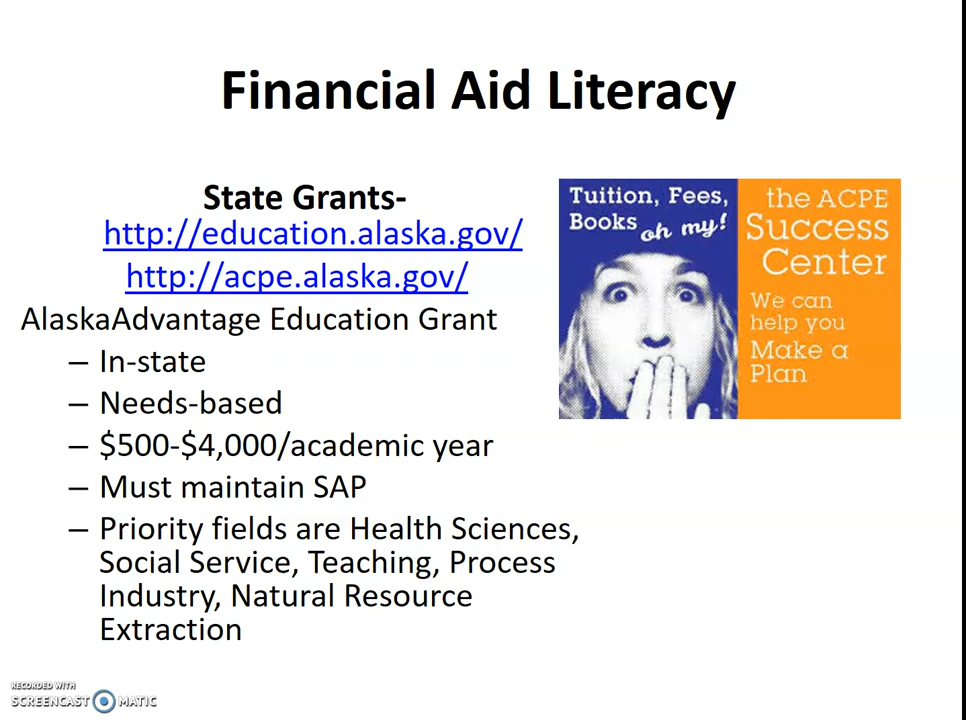 Financial Aid Literacy
State Grants-
http://education.alaska.gov/
http://acpe.alaska.gov/
AlaskaAdvantage Education Grant
– In-state
– Needs-based
– $500-$4,000/academic year
– Must maintain SAP
– Priority fields are Health Sciences,
Social Service, Teaching, Process
Industry, Natural Resource
Extraction
Tuition, Fees,
Books oh my!
the ACPE
Success
Center
We can
help you
Make a
Plan
RECORDED WITH
SCREENCAST MATIC